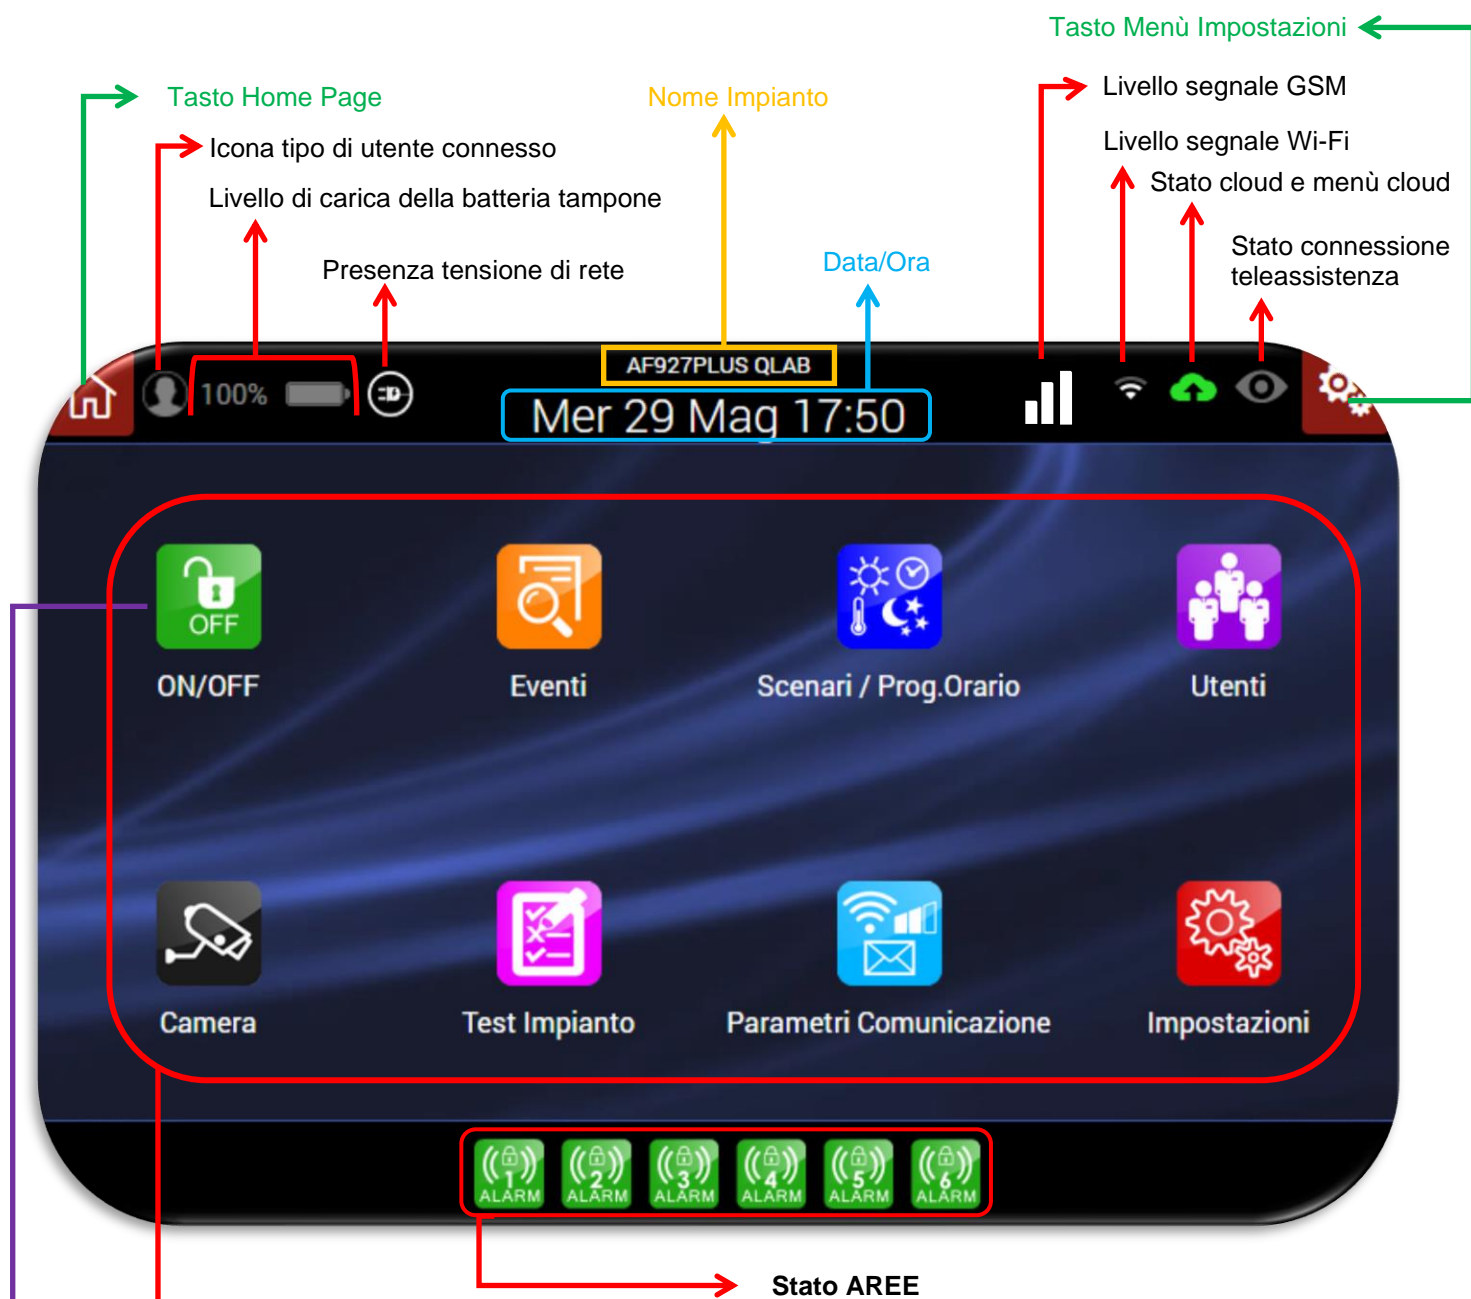 Tasto Menù Impostazioni
Tasto Home Page
Nome Impianto
Livello segnale GSM
Icona tipo di utente connesso
Livello segnale Wi-Fi
Livello di carica della batteria tampone
Stato cloud e menù cloud
Presenza tensione di rete
Data/Ora
Stato connessione
teleassistenza
AF927PLUS QLAB
100%
Mer 29 Mag 17:50
OFF
ON/OFF
Eventi
Scenari / Prog.Orario
Utenti
Camera
Test Impianto
Parametri Comunicazione
Impostazioni
1 ALARM
2 ALARM
3 ALARM
4 ALARM
5 ALARM
6 ALARM
Stato AREE